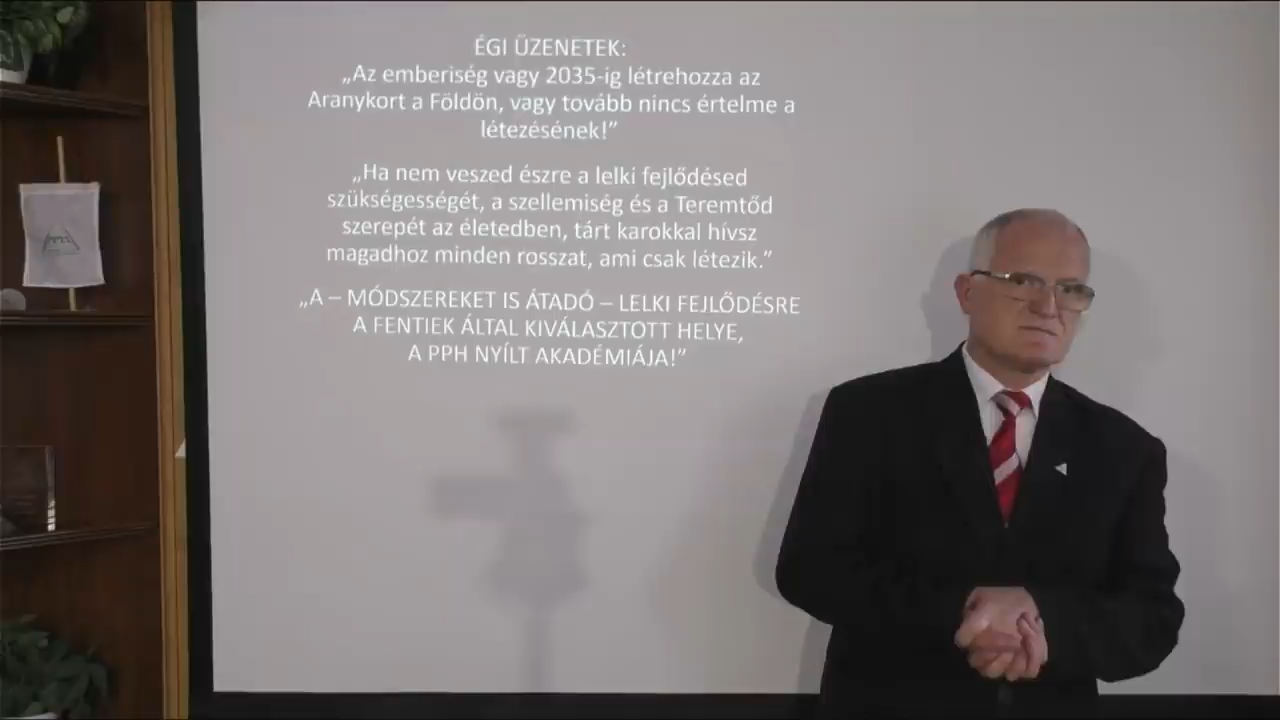 ÉGI ŰZENETEK:
„Az emberiség vagy 2035-ig létrehozza az
Aranykort a Földön, vagy tovább nincs értelme a
létezésének!”
„Ha nem veszed észre a lelki fejlődésed
szükségességét, a szellemiség és a Teremtőd
szerepét az életedben, tárt karokkal hívsz
magadhoz minden rosszat, ami csak létezik.”
„A – MÓDSZEREKET IS ÁTADÓ – LELKI FEJLŐDÉSRE
A FENTIEK ÁLTAL KIVÁLASZTOTT HELYE,
A PPH NYÍLT AKADÉMIÁJA!”